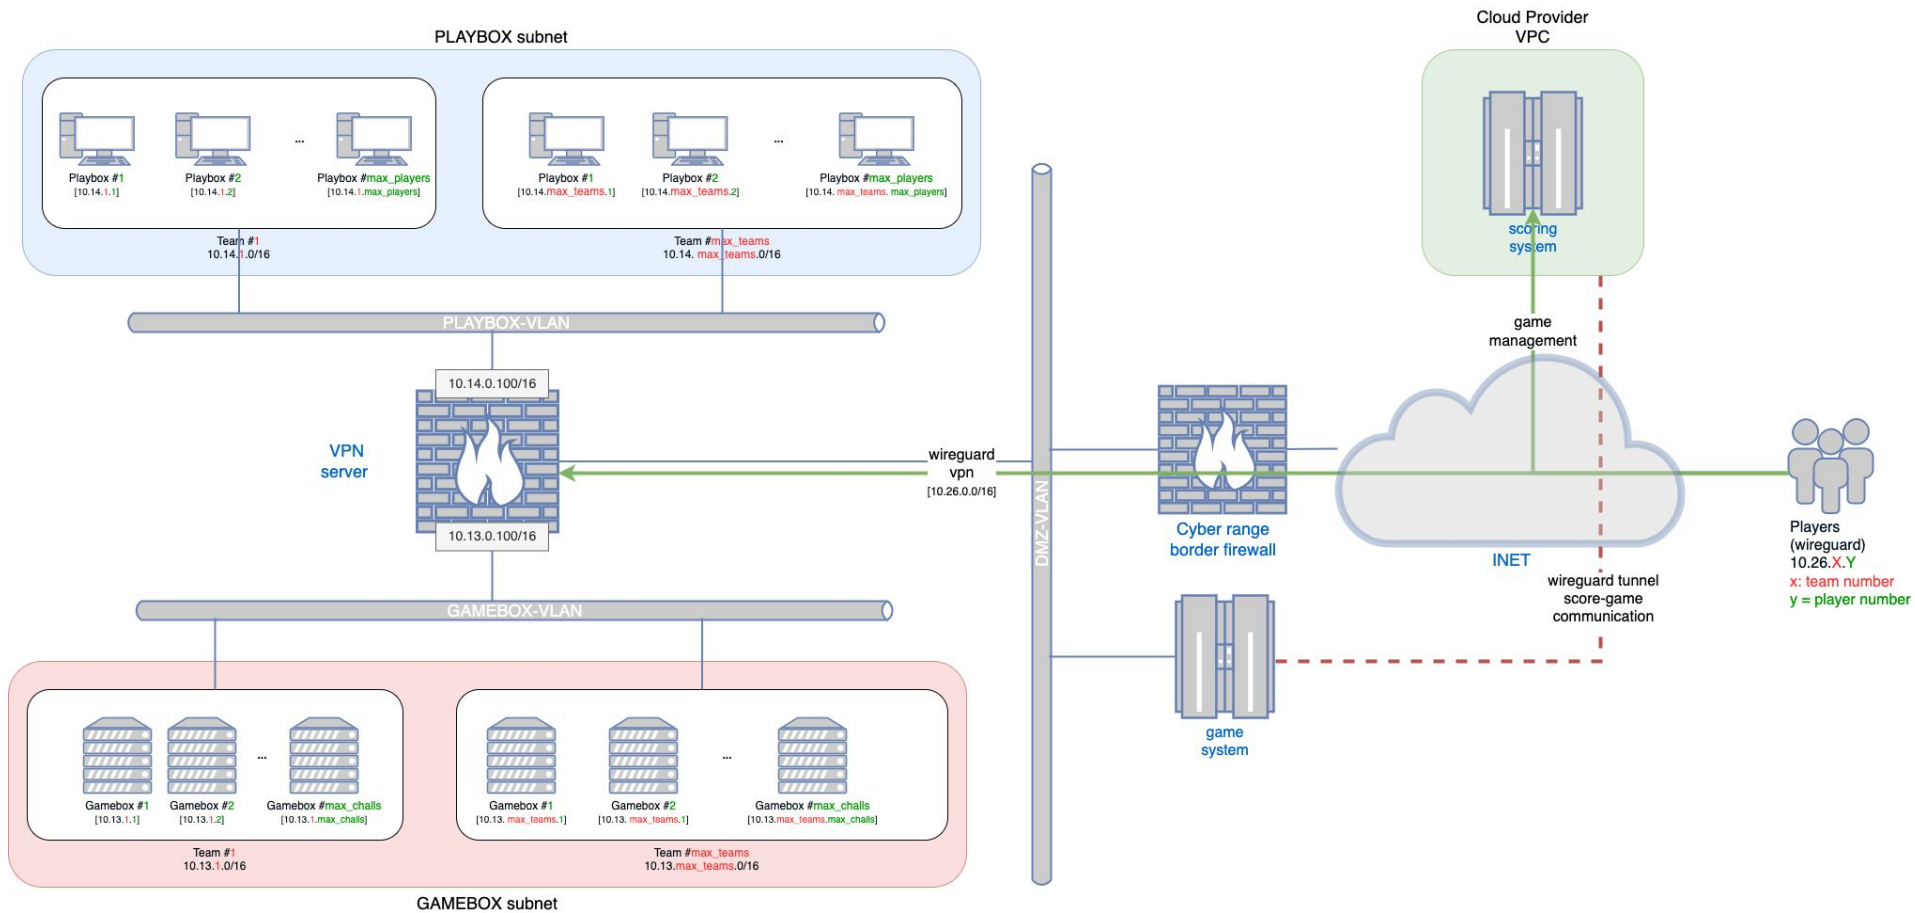 PLAYBOX subnet
Playbox #1
[10.14.1.1]
Playbox #2
[10.14.1.2]
...
Playbox #max_players
[10.14.1.max_players]
Team #1
10.14.1.0/16
Playbox #1
[10.14.max_teams.1]
Playbox #2
[10.14.max_teams.2]
...
Playbox #max_players
[10.14. max_teams. max_players]
Team #max_teams
10.14. max_teams.0/16
PLAYBOX-VLAN
10.14.0.100/16
VPN
server
10.13.0.100/16
GAMEBOX-VLAN
Gamebox #1
[10.13.1.1]
Gamebox #2
[10.13.1.2]
...
Gamebox #max_challs
[10.13.1.max_challs]
Team #1
10.13.1.0/16
Gamebox #1
[10.13. max_teams.1]
Gamebox #2
[10.13. max_teams.1]
...
Gamebox #max_challs
[10.13.max_teams.max_challs]
Team #max_teams
10.13.max_teams.0/16
GAMEBOX subnet
wireguard
vpn
[10.26.0.0/16]
DMZ-VLAN
Cyber range
border firewall
game
system
Cloud Provider
VPC
scoring
system
game
management
INET
wireguard tunnel
score-game
communication
Players
(wireguard)
10.26.X.Y
x: team number
y = player number